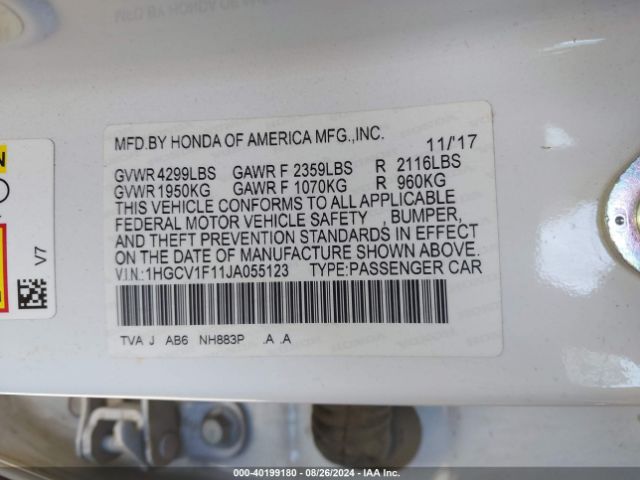 MFD.BY HONDA OF AMERICA MFG.,INC. 11/'17
GVWR 4299LBS GAWR F 2359LBS R 2116LBS
GVWR 1950KG GAWR F 1070KG R 960KG
THIS VEHICLE CONFORMS TO ALL APPLICABLE
FEDERAL MOTOR VEHICLE SAFETY , BUMPER,
AND THEFT PREVENTION STANDARDS IN EFFECT
ON THE DATE OF MANUFACTURE SHOWN ABOVE.
V.I.N.:1HGCV1F11JA055123 TYPE:PASSENGER CAR
TVA J AB6 NH883P .A .A
V7
000-40199180 - 08/26/2024 - IAA Inc.